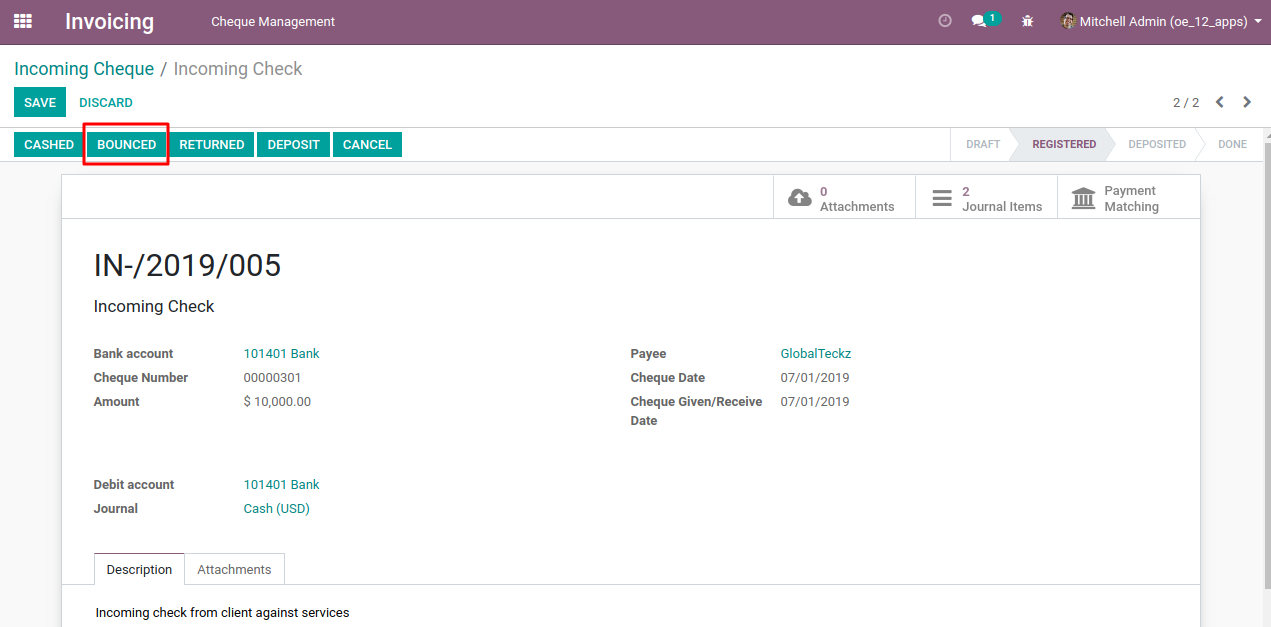 Invoicing
Cheque Management
1
Mitchell Admin (oe_12_apps)
Incoming Cheque / Incoming Check
SAVE
DISCARD
2 / 2
CASHED
BOUNCED
RETURNED
DEPOSIT
CANCEL
DRAFT
REGISTERED
DEPOSITED
DONE
0
Attachments
2
Journal Items
Payment
Matching
IN-/2019/005
Incoming Check
Bank account 101401 Bank
Cheque Number 00000301
Amount $ 10,000.00
Payee GlobalTeckz
Cheque Date 07/01/2019
Cheque Given/Receive 07/01/2019
Date
Debit account 101401 Bank
Journal Cash (USD)
Description
Attachments
Incoming check from client against services